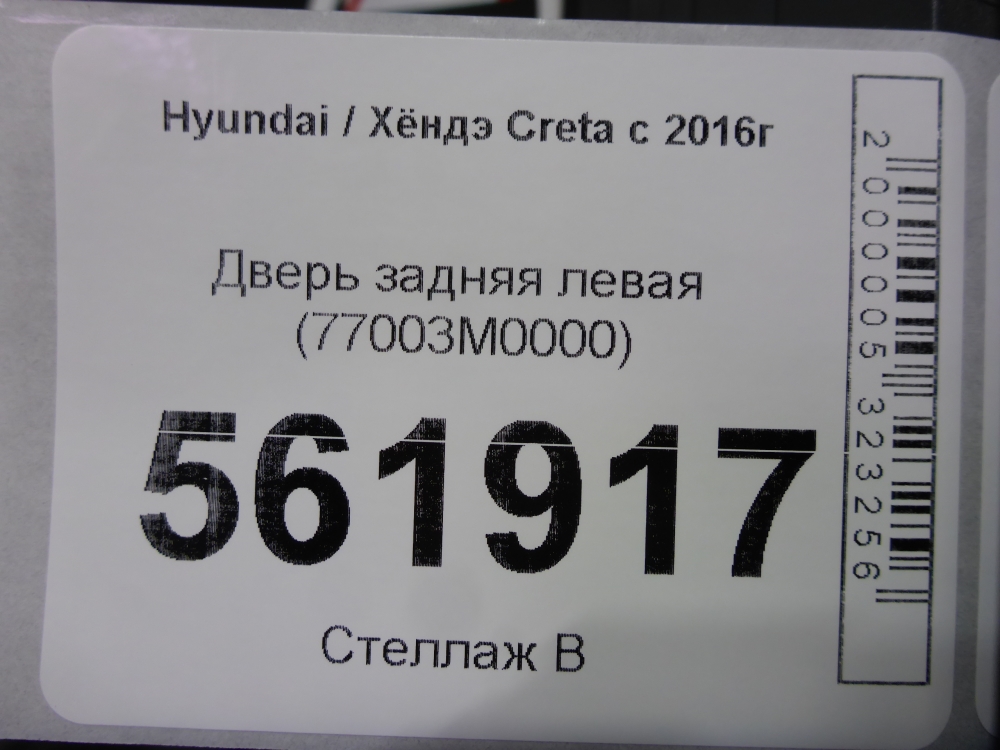 Hyundai / Хёндэ Creta с 2016г
Дверь задняя левая
(77003M0000)
561917
Стеллаж В
2000005323256